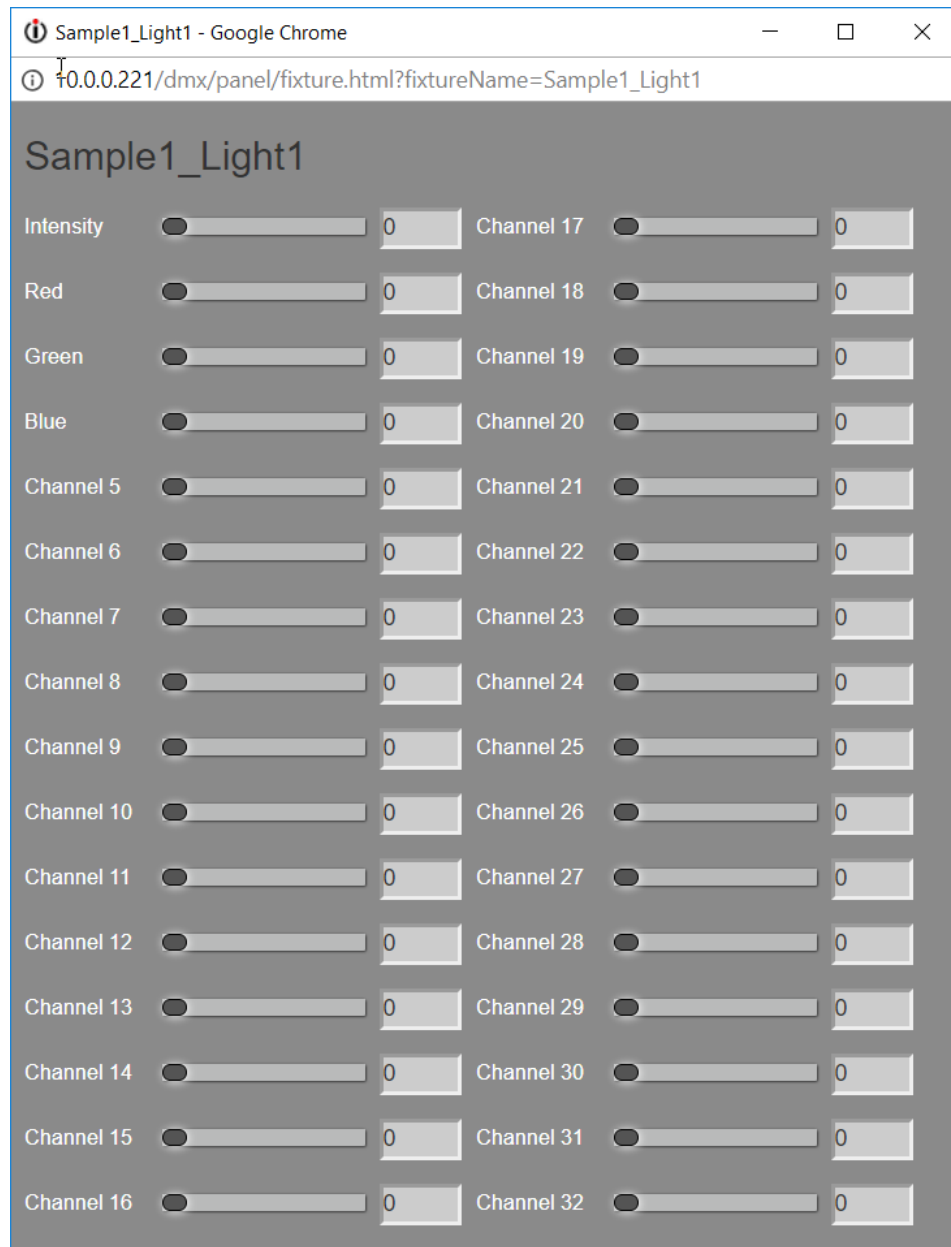 Sample1_Light1 - Google Chrome
10.0.0.221/dmx/panel/fixture.html?fixtureName=Sample1_Light1
Sample1_Light1
Intensity 0 Channel 17 0
Red 0 Channel 18 0
Green 0 Channel 19 0
Blue 0 Channel 20 0
Channel 5 0 Channel 21 0
Channel 6 0 Channel 22 0
Channel 7 0 Channel 23 0
Channel 8 0 Channel 24 0
Channel 9 0 Channel 25 0
Channel 10 0 Channel 26 0
Channel 11 0 Channel 27 0
Channel 12 0 Channel 28 0
Channel 13 0 Channel 29 0
Channel 14 0 Channel 30 0
Channel 15 0 Channel 31 0
Channel 16 0 Channel 32 0